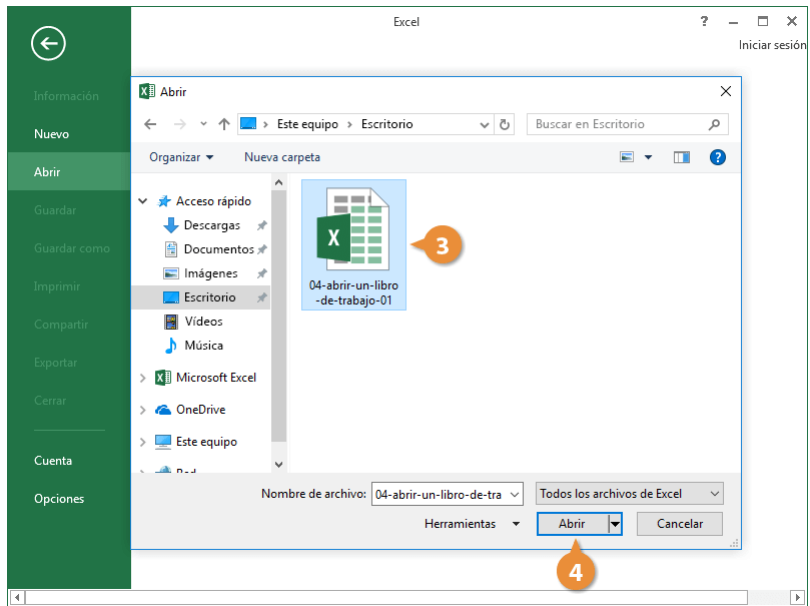 Excel
?
Iniciar sesión
Información
Nuevo
Abrir
Guardar
Guardar como
Imprimir
Compartir
Exportar
Cerrar
Cuenta
Opciones
Abrir
Este equipo > Escritorio
Buscar en Escritorio
Organizar
Nueva carpeta
?
Acceso rápido
Descargas
Documentos
Imágenes
Escritorio
Vídeos
Música
Microsoft Excel
OneDrive
Este equipo
X
04-abrir-un-libro
-de-trabajo-01
3
Nombre de archivo: 04-abrir-un-libro-de-tra
Todos los archivos de Excel
Herramientas
Abrir
Cancelar
4